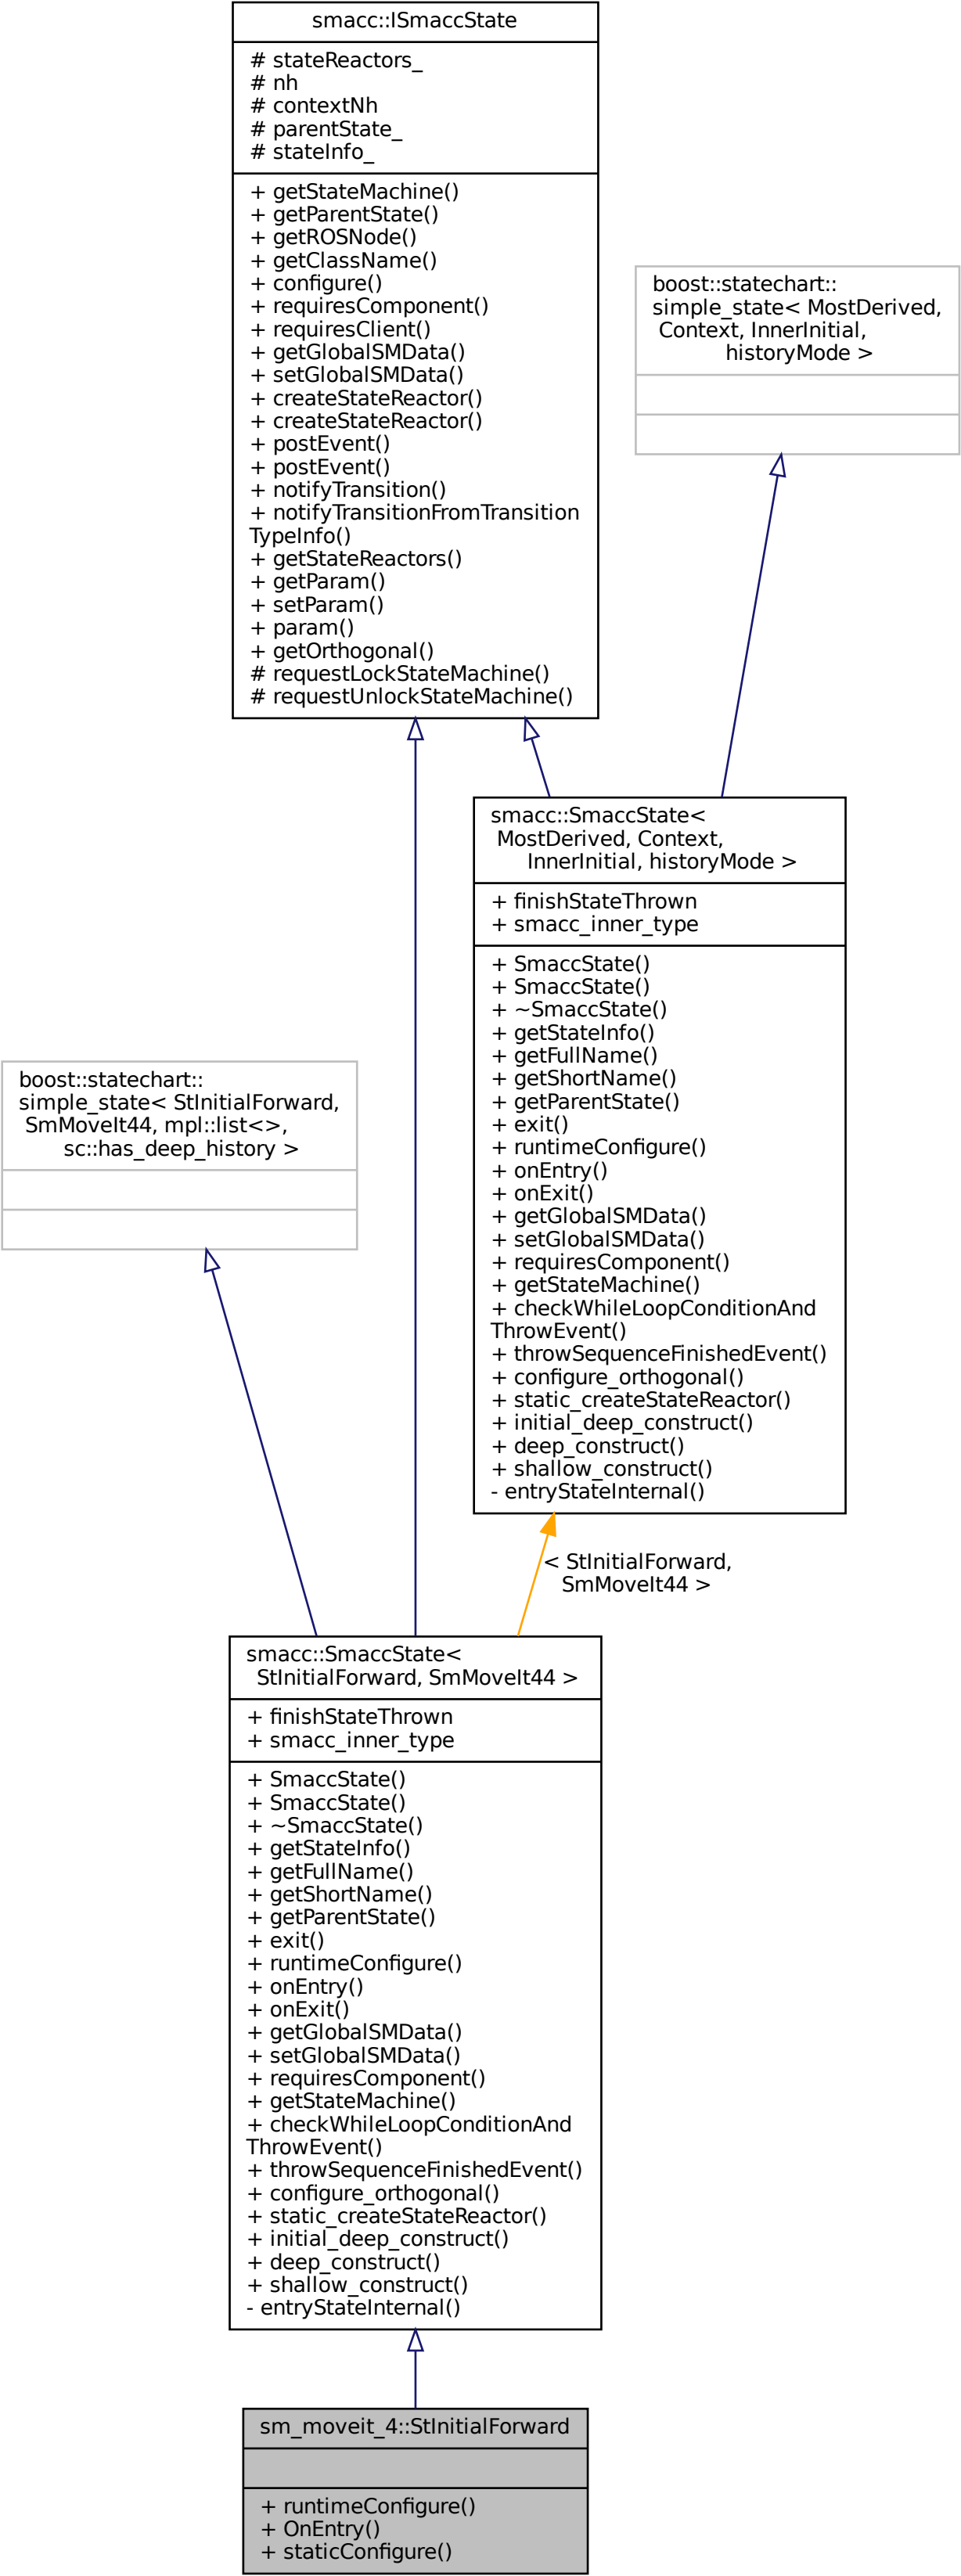 smacc::ISmaccState
# stateReactors_
# nh
# contextNh
# parentState_
# stateInfo_
+ getStateMachine()
+ getParentState()
+ getROSNode()
+ getClassName()
+ configure()
+ requiresComponent()
+ requiresClient()
+ getGlobalSMData()
+ setGlobalSMData()
+ createStateReactor()
+ createStateReactor()
+ postEvent()
+ postEvent()
+ notifyTransition()
+ notifyTransitionFromTransition
TypeInfo()
+ getStateReactors()
+ getParam()
+ setParam()
+ param()
+ getOrthogonal()
# requestLockStateMachine()
# requestUnlockStateMachine()
boost::statechart::
simple_state< MostDerived,
Context, InnerInitial,
historyMode >
smacc::SmaccState<
MostDerived, Context,
InnerInitial, historyMode >
+ finishStateThrown
+ smacc_inner_type
+ SmaccState()
+ SmaccState()
+ ~SmaccState()
+ getStateInfo()
+ getFullName()
+ getShortName()
+ getParentState()
+ exit()
+ runtimeConfigure()
+ onEntry()
+ onExit()
+ getGlobalSMData()
+ setGlobalSMData()
+ requiresComponent()
+ getStateMachine()
+ checkWhileLoopConditionAnd
ThrowEvent()
+ throwSequenceFinishedEvent()
+ configure_orthogonal()
+ static_createStateReactor()
+ initial_deep_construct()
+ deep_construct()
+ shallow_construct()
- entryStateInternal()
boost::statechart::
simple_state< StInitialForward,
SmMoveIt44, mpl::list<>,
sc::has_deep_history >
< StInitialForward,
SmMoveIt44 >
smacc::SmaccState<
StInitialForward, SmMoveIt44 >
+ finishStateThrown
+ smacc_inner_type
+ SmaccState()
+ SmaccState()
+ ~SmaccState()
+ getStateInfo()
+ getFullName()
+ getShortName()
+ getParentState()
+ exit()
+ runtimeConfigure()
+ onEntry()
+ onExit()
+ getGlobalSMData()
+ setGlobalSMData()
+ requiresComponent()
+ getStateMachine()
+ checkWhileLoopConditionAnd
ThrowEvent()
+ throwSequenceFinishedEvent()
+ configure_orthogonal()
+ static_createStateReactor()
+ initial_deep_construct()
+ deep_construct()
+ shallow_construct()
- entryStateInternal()
sm_moveit_4::StInitialForward
+ runtimeConfigure()
+ OnEntry()
+ staticConfigure()